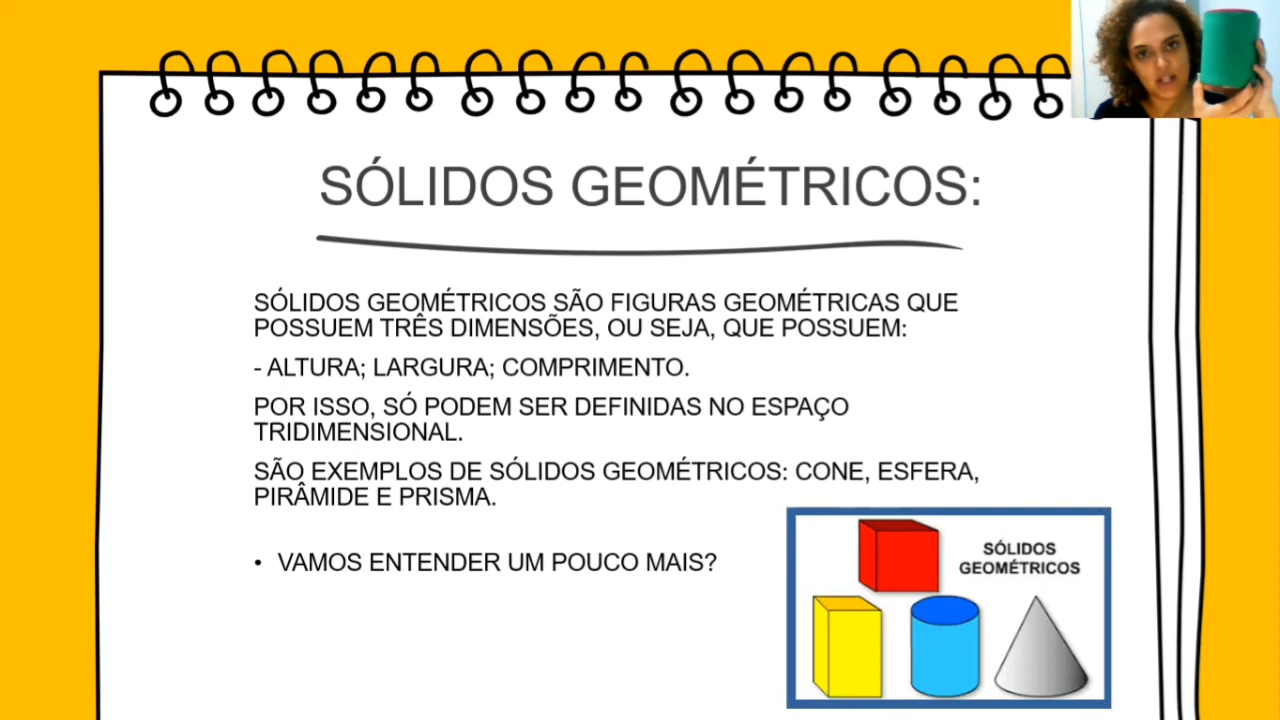 SÓLIDOS GEOMÉTRICOS:
SÓLIDOS GEOMÉTRICOS SÃO FIGURAS GEOMÉTRICAS QUE
POSSUEM TRÊS DIMENSÕES, OU SEJA, QUE POSSUEM:
- ALTURA; LARGURA; COMPRIMENTO.
POR ISSO, SÓ PODEM SER DEFINIDAS NO ESPAÇO
TRIDIMENSIONAL.
SÃO EXEMPLOS DE SÓLIDOS GEOMÉTRICOS: CONE, ESFERA,
PIRÂMIDE E PRISMA.
• VAMOS ENTENDER UM POUCO MAIS?
SÓLIDOS
GEOMÉTRICOS